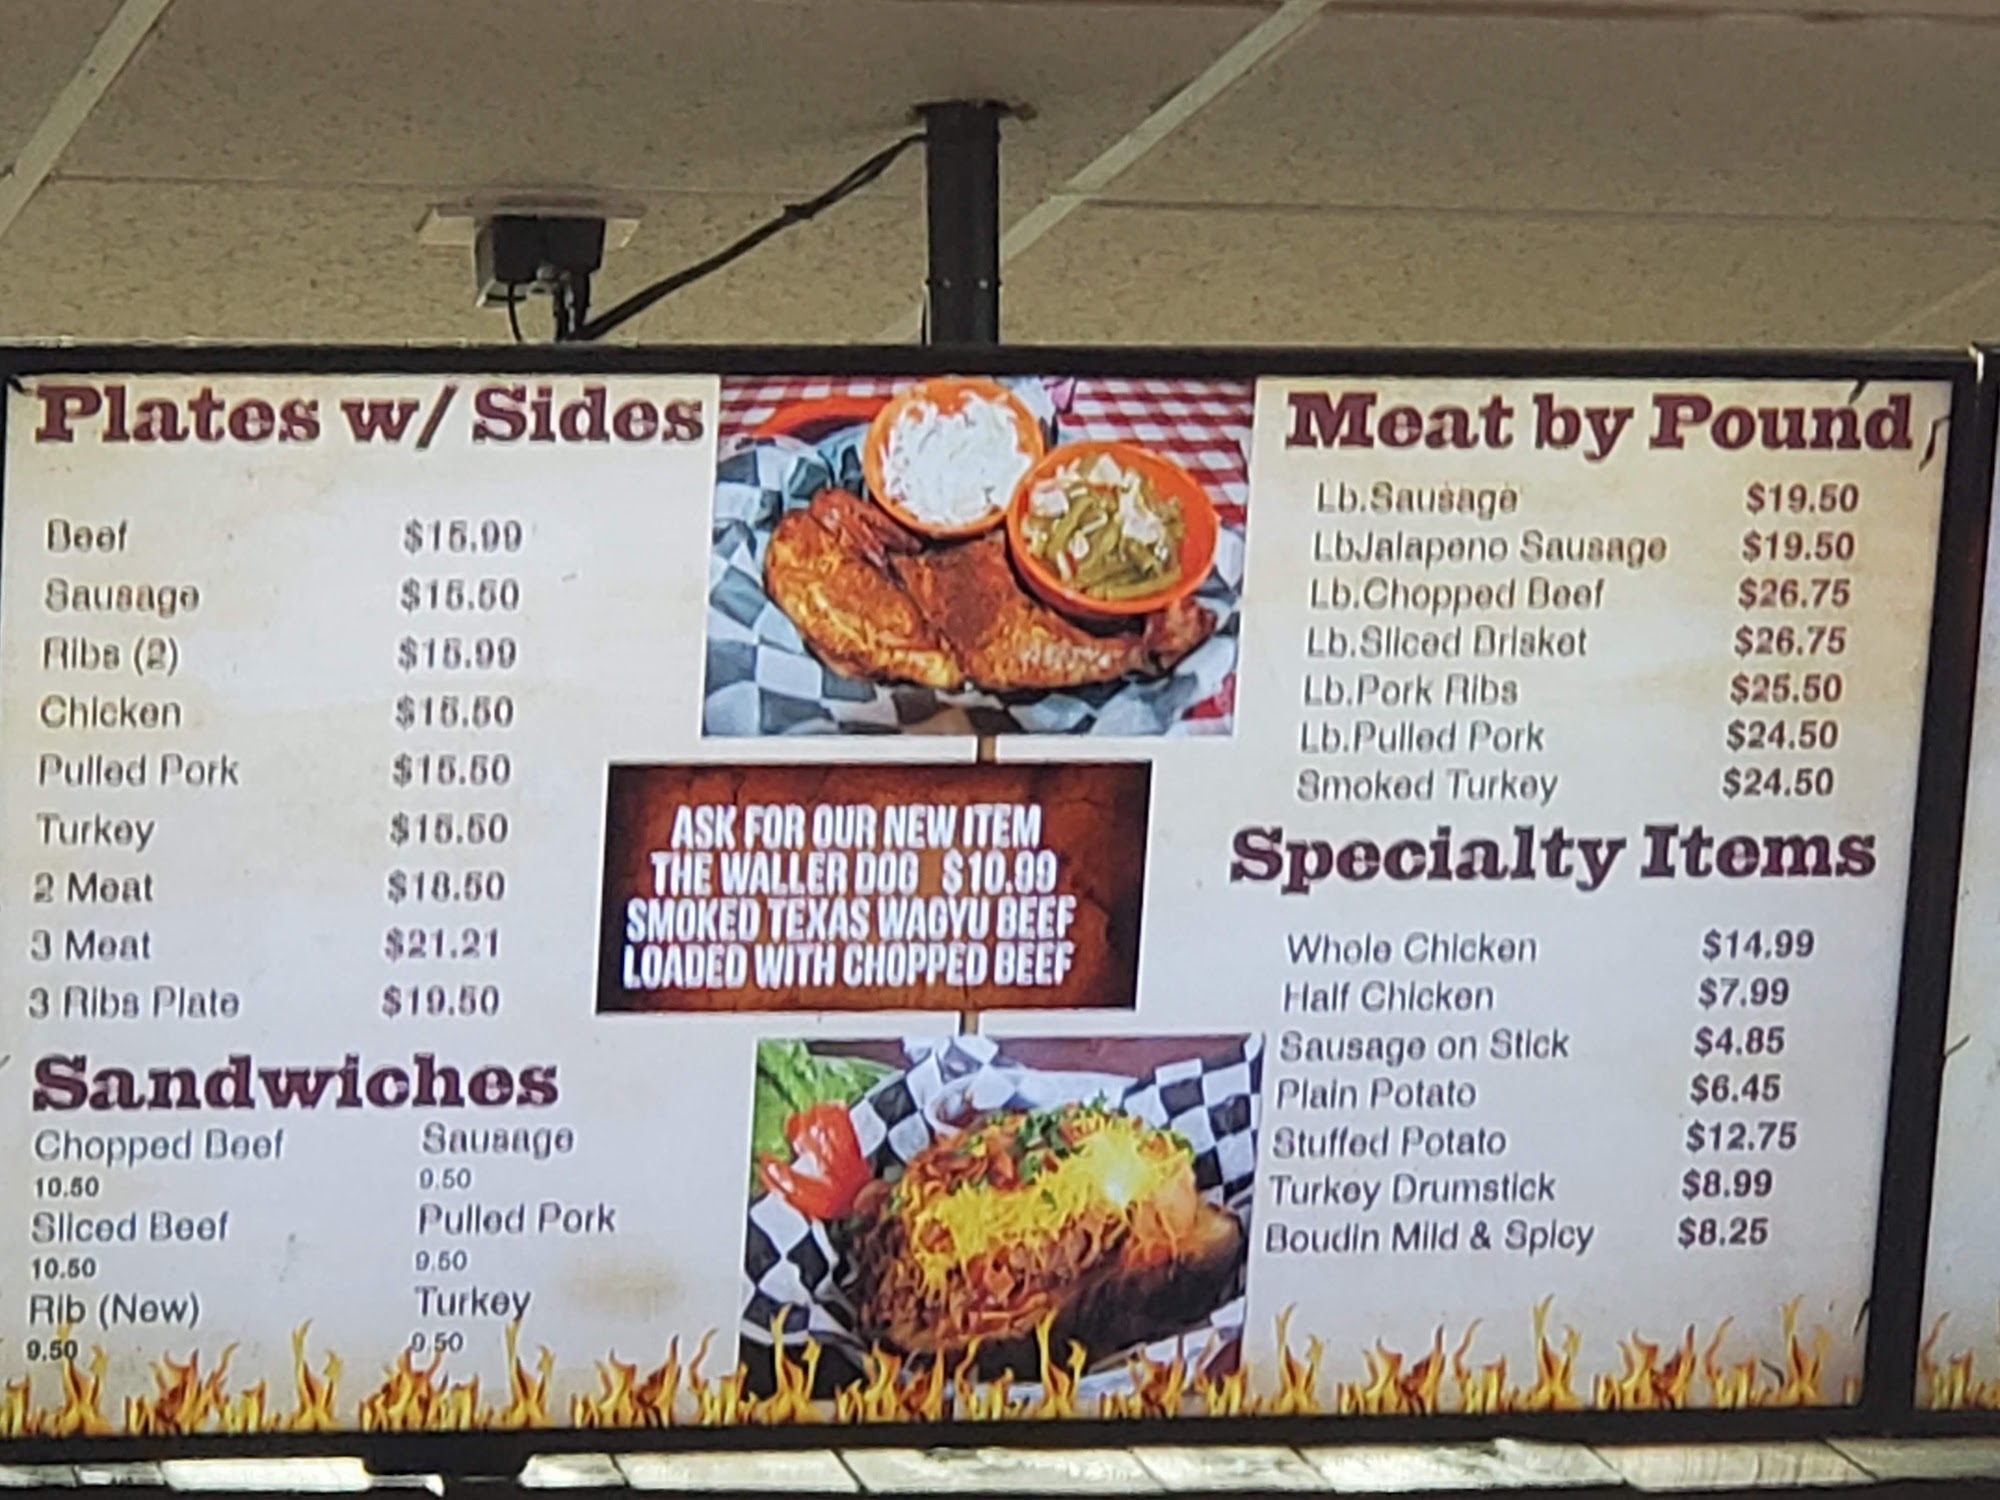 Plates w/ Sides
Beef $15.99
Sausage $15.50
Ribs (2) $15.99
Chicken $15.50
Pulled Pork $15.50
Turkey $15.50
2 Meat $18.50
3 Meat $21.21
3 Ribs Plate $19.50
Sandwiches
Chopped Beef Sausage
10.50 9.50
Sliced Beef Pulled Pork
10.50 9.50
Rib (New) Turkey
9.50 9.50
ASK FOR OUR NEW ITEM
THE WALLER DOG $10.99
SMOKED TEXAS WAGYU BEEF
LOADED WITH CHOPPED BEEF
Meat by Pound
Lb.Sausage $19.50
LbJalapeno Sausage $19.50
Lb.Chopped Beef $26.75
Lb.Sliced Brisket $26.75
Lb.Pork Ribs $25.50
Lb.Pulled Pork $24.50
Smoked Turkey $24.50
Specialty Items
Whole Chicken $14.99
Half Chicken $7.99
Sausage on Stick $4.85
Plain Potato $6.45
Stuffed Potato $12.75
Turkey Drumstick $8.99
Boudin Mild & Spicy $8.25